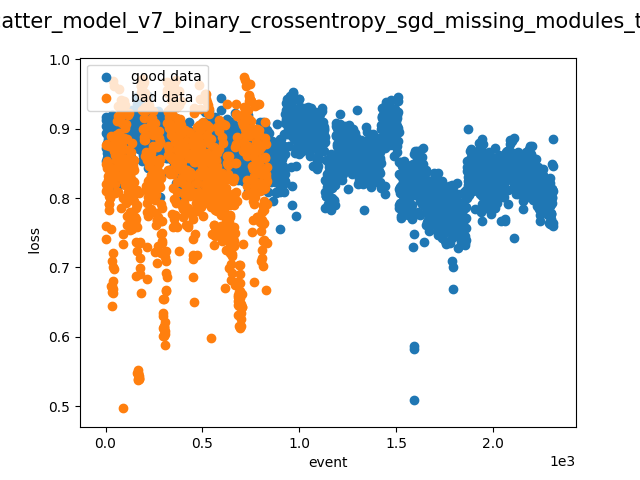 atter_model_v7_binary_crossentropy_sgd_missing_modules_t
good data
bad data
1.0
0.9
0.8
0.7
0.6
0.5
loss
0.0
0.5
1.0
1.5
2.0
1e3
event